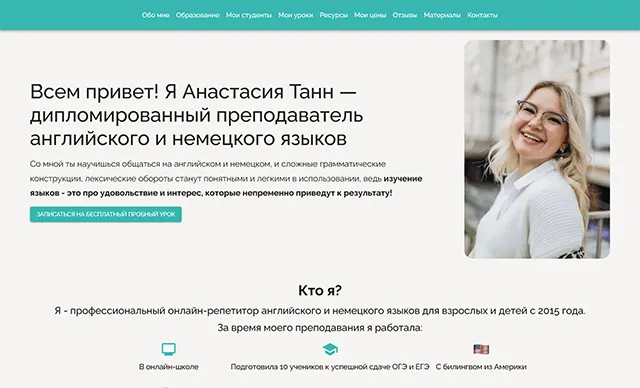 Обо мне Образование Мои студенты Мои уроки Ресурсы Мои цены Отзывы Материалы Контакты
Всем привет! Я Анастасия Танн —
дипломированный преподаватель
английского и немецкого языков
Со мной ты научишься общаться на английском и немецком, и сложные грамматические
конструкции, лексические обороты станут понятными и легкими в использовании, ведь изучение
языков - это про удовольствие и интерес, которые непременно приведут к результату!
ЗАПИСАТЬСЯ НА БЕСПЛАТНЫЙ ПРОБНЫЙ УРОК
Кто я?
Я - профессиональный онлайн-репетитор английского и немецкого языков для взрослых и детей с 2015 года.
За время моего преподавания я работала:
В онлайн-школе
Подготовила 10 учеников к успешной сдаче ОГЭ и ЕГЭ
С билингвом из Америки